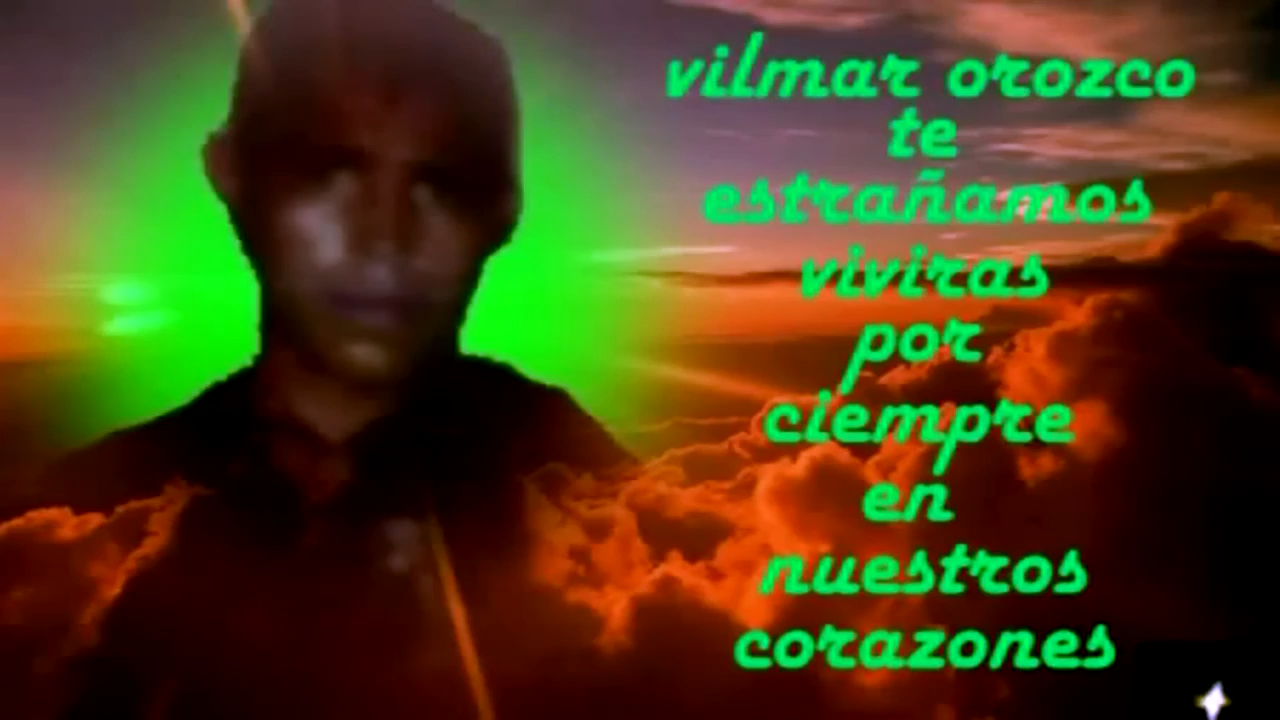 vilmar orozco
te
estrañamos
viviras
por
ciempre
en
nuestros
corazones